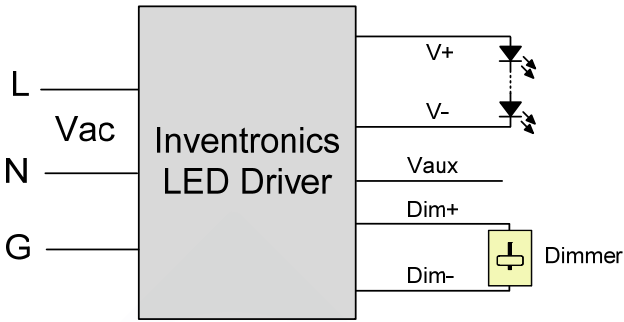 L
Vac
N
G
Inventronics
LED Driver
V+
V-
Vaux
Dim+
Dim-
Dimmer